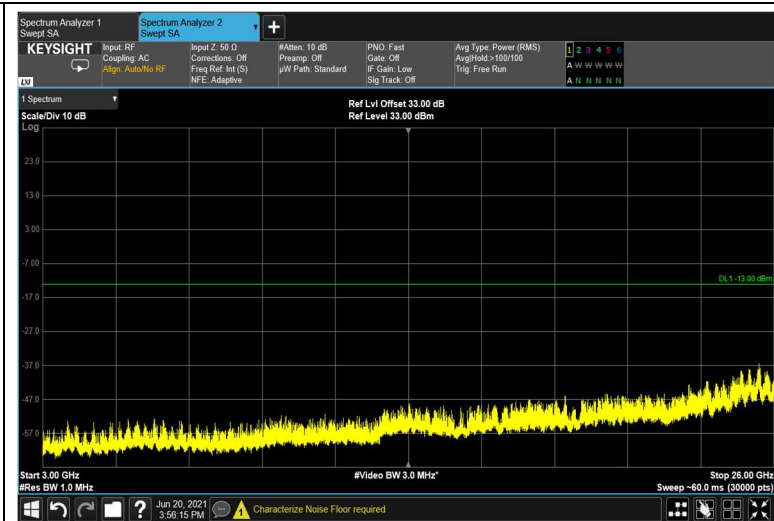 Spectrum Analyzer 1
Swept SA
Spectrum Analyzer 2
Swept SA
KEYSIGHT
LXI
Input: RF
Coupling: AC
Align: Auto/No RF
Input Z: 50 Ω
Corrections: Off
Freq Ref: Int (S)
NFE: Adaptive
#Atten: 10 dB
Preamp: Off
µW Path: Standard
PNO: Fast
Gate: Off
IF Gain: Low
Sig Track: Off
Avg Type: Power (RMS)
Avg|Hold:>100/100
Trig: Free Run
1 2 3 4 5 6
A W W W W W
A N N N N N
1 Spectrum
Scale/Div 10 dB
Ref Lvl Offset 33.00 dB
Ref Level 33.00 dBm
Log
23.0
13.0
3.00
-7.00
DL1 -13.00 dBm
-17.0
-27.0
-37.0
-47.0
-57.0
Start 3.00 GHz
#Video BW 3.0 MHz*
Stop 26.00 GHz
#Res BW 1.0 MHz
Sweep ~60.0 ms (30000 pts)
?
Jun 20, 2021
3:56:15 PM
Characterize Noise Floor required